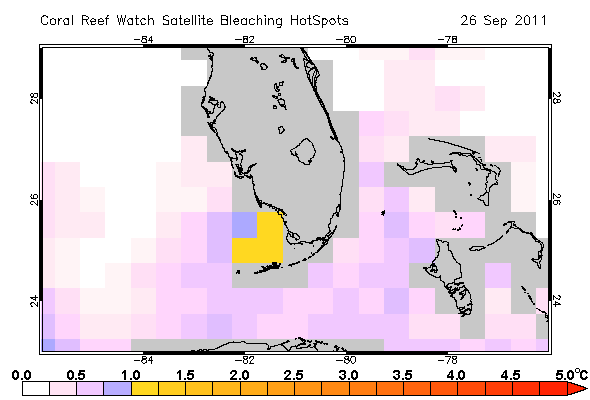 Coral Reef Watch Satellite Bleaching HotSpots 26 Sep 2011
-84 -82 -80 -78
28 28
26 26
24 24
-84 -82 -80 -78
0.0 0.5 1.0 1.5 2.0 2.5 3.0 3.5 4.0 4.5 5.0°C